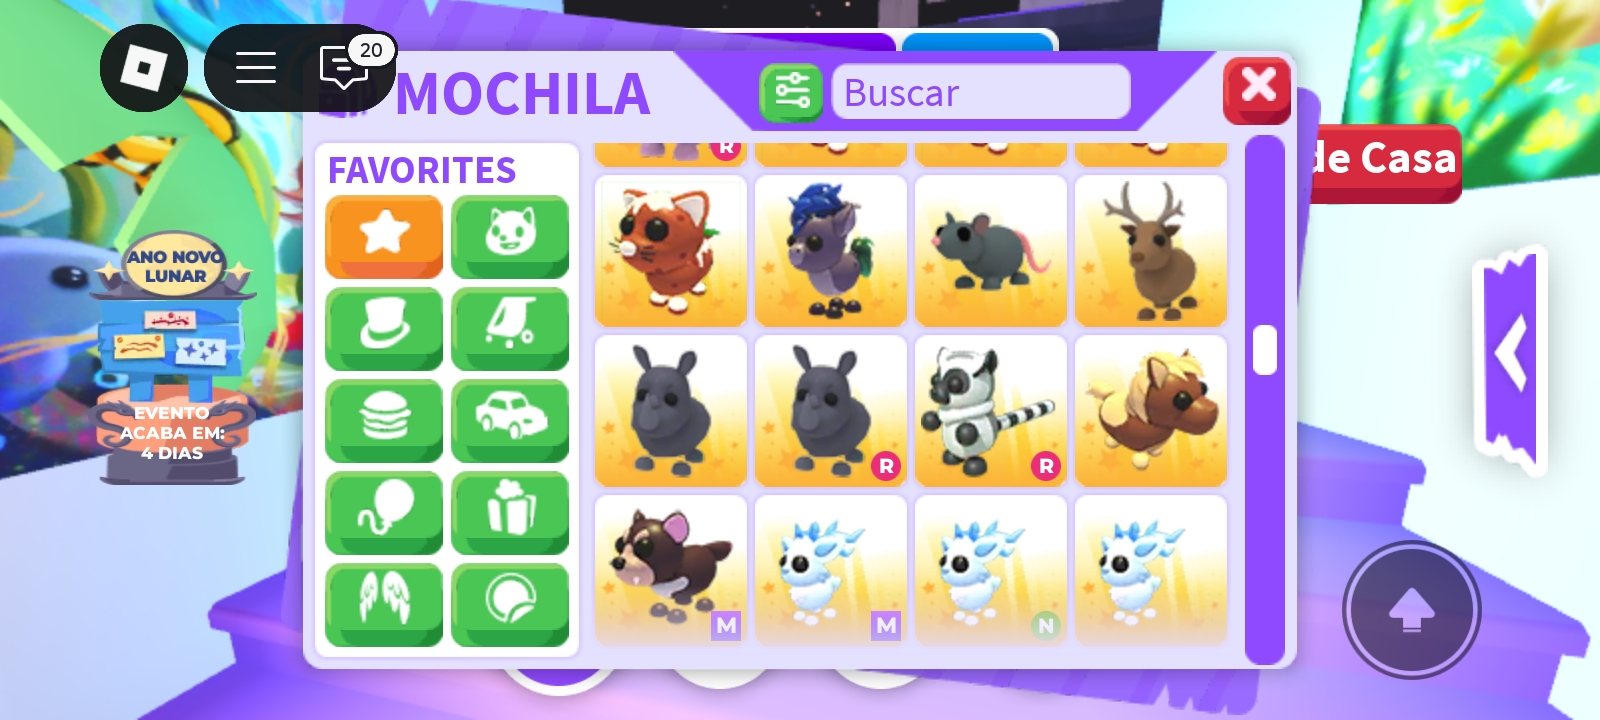 20
MOCHILA
Buscar
de Casa
FAVORITES
R
ANO NOVO
LUNAR
EVENTO
ACABA EM:
4 DIAS
R
R
M
M
N